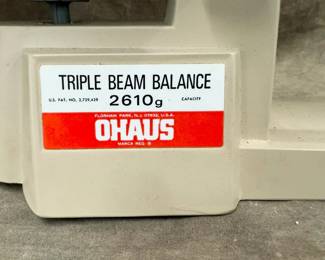 TRIPLE BEAM BALANCE
U.S. PAT. NO. 2,729,439 2610g CAPACITY
FLORHAM PARK, N.J. 07932, U.S.A.
OHAUS
MARCA REG. ®